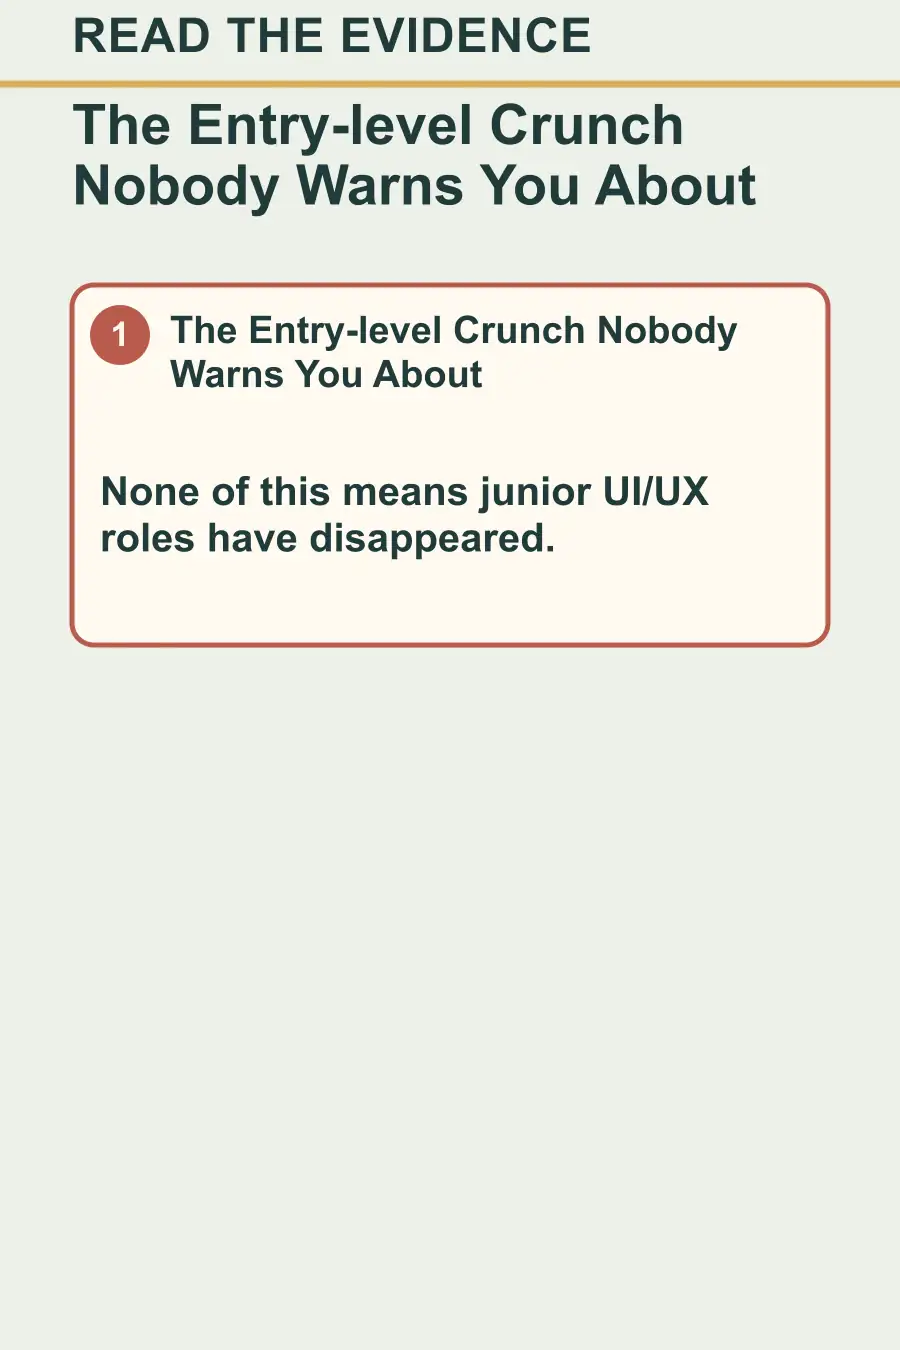 READ THE EVIDENCE
The Entry-level Crunch
Nobody Warns You About
1
The Entry-level Crunch Nobody
Warns You About
None of this means junior UI/UX
roles have disappeared.